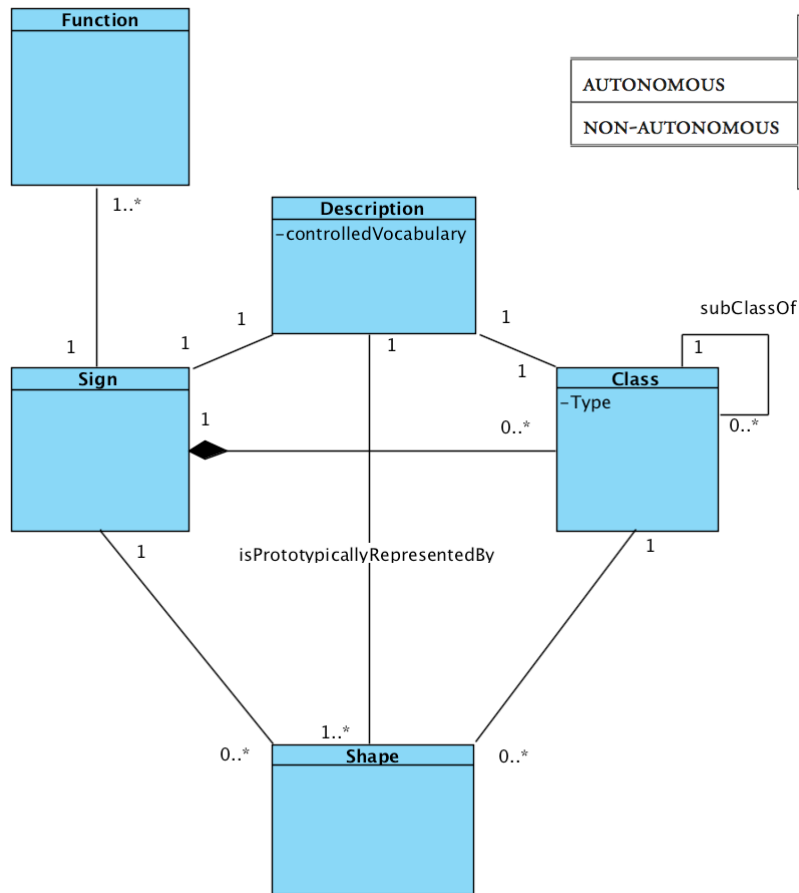 Function
AUTONOMOUS
NON-AUTONOMOUS
1..*
Description
-controlledVocabulary
subClassOf
1
1
1
1
1
1
1
Sign
Class
-Type
1
0..*
0..*
1
isPrototypicallyRepresentedBy
1
1..*
0..*
0..*
Shape